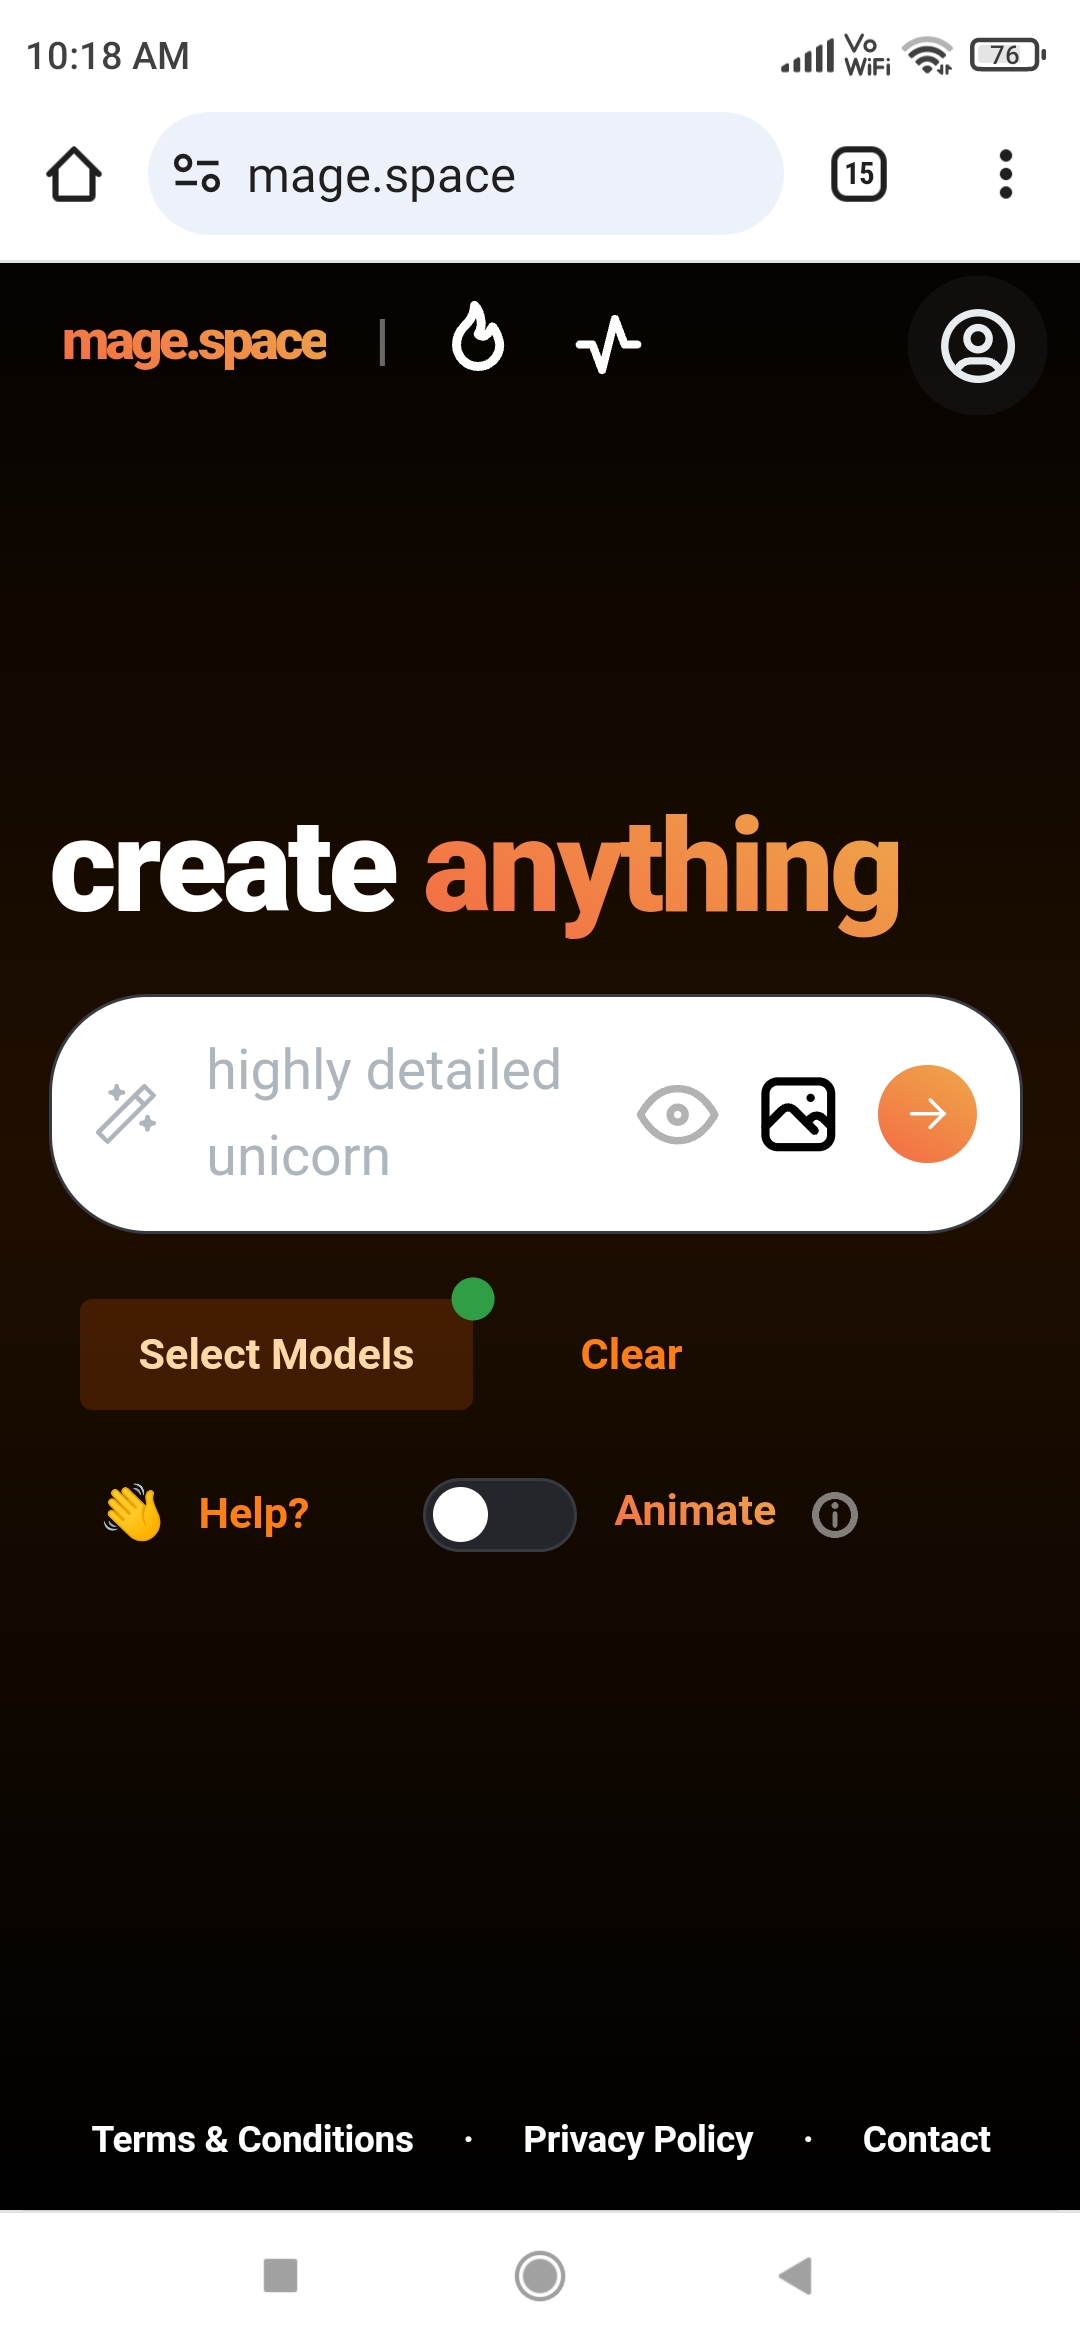 10:18 AM
Vo
WiFi
76
mage.space
15
mage.space
create anything
highly detailed
unicorn
Select Models
Clear
Help?
Animate
Terms & Conditions · Privacy Policy · Contact